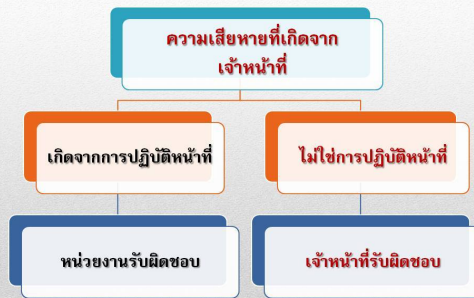 ความเสียหายที่เกิดจาก
เจ้าหน้าที่
เกิดจากการปฏิบัติหน้าที่
ไม่ใช่การปฏิบัติหน้าที่
หน่วยงานรับผิดชอบ
เจ้าหน้าที่รับผิดชอบ